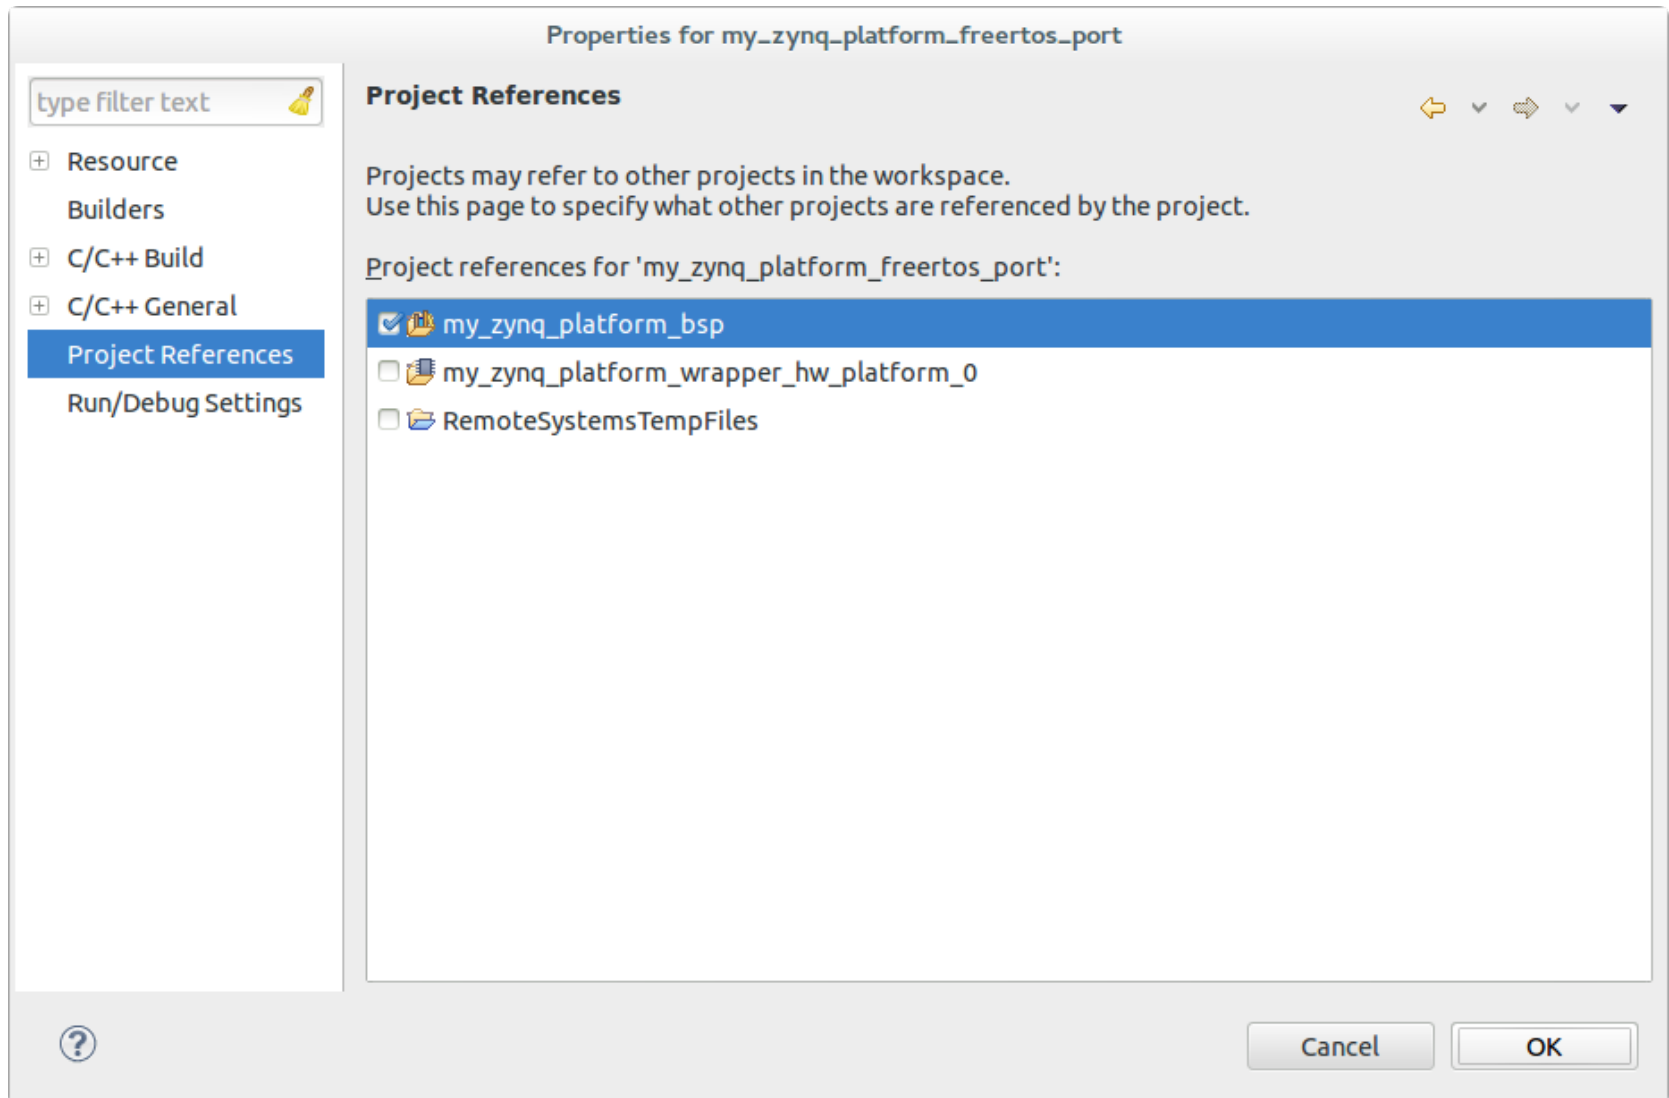 Properties for my_zynq_platform_freertos_port
type filter text
Resource
Builders
C/C++ Build
C/C++ General
Project References
Run/Debug Settings
Project References
Projects may refer to other projects in the workspace.
Use this page to specify what other projects are referenced by the project.
Project references for 'my_zynq_platform_freertos_port':
my_zynq_platform_bsp
my_zynq_platform_wrapper_hw_platform_0
RemoteSystemsTempFiles
?
Cancel
OK